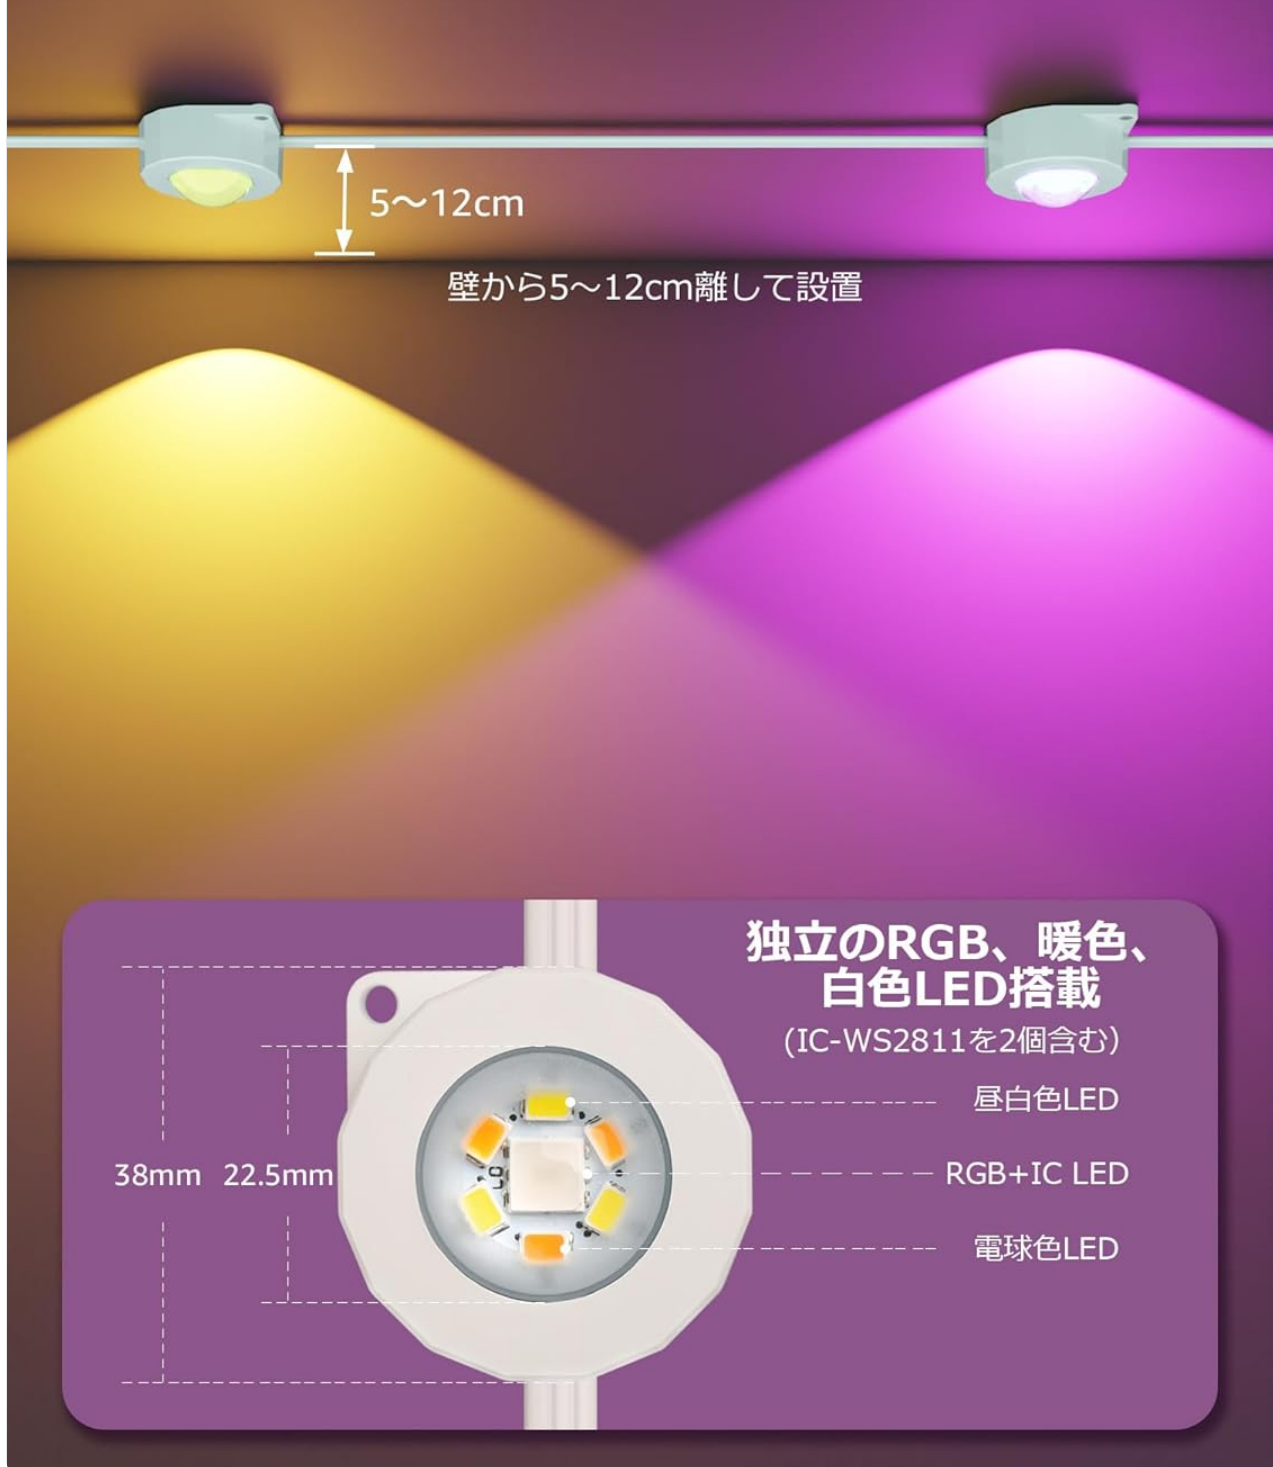 5～12cm
壁から5～12cm離して設置
独立のRGB、暖色、
白色LED搭載
(IC-WS2811を2個含む)
昼白色LED
38mm
22.5mm
RGB+IC LED
電球色LED